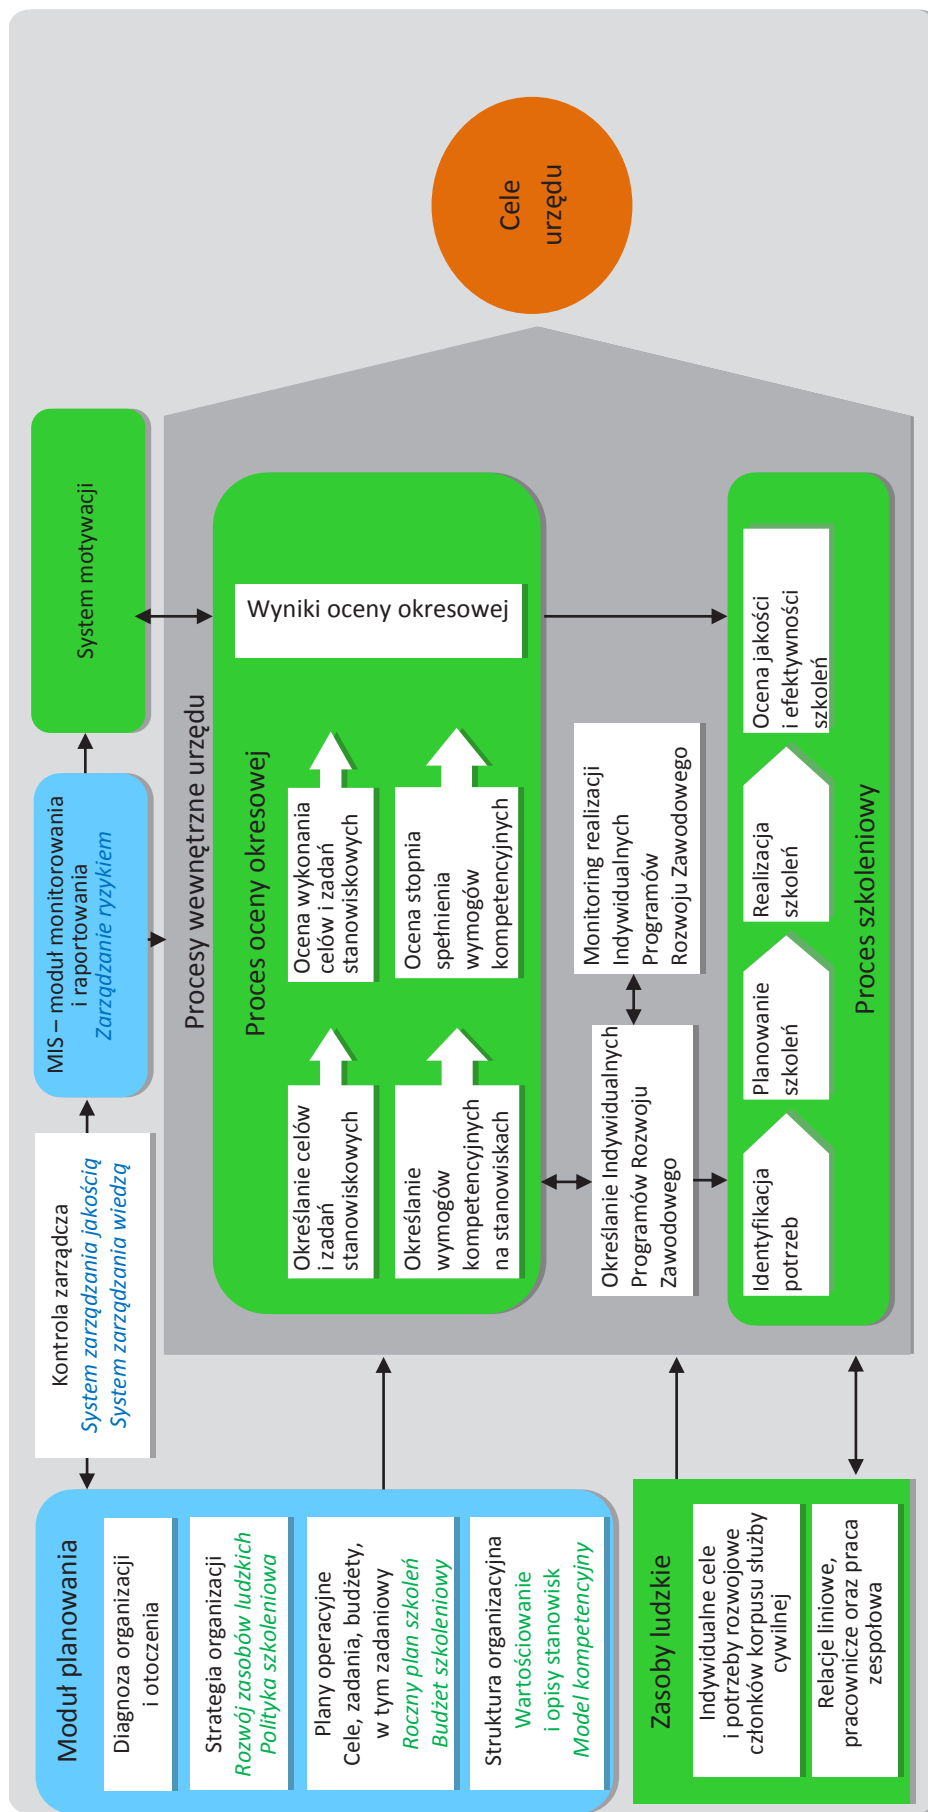 Moduł planowania
Diagnoza organizacji
i otoczenia
Strategia organizacji
Rozwój zasobów ludzkich
Polityka szkoleniowa
Plany operacyjne
Cele, zadania, budżety,
w tym zadaniowy
Roczny plan szkoleń
Budżet szkoleniowy
Struktura organizacyjna
Wartościowanie
i opisy stanowisk
Model kompetencyjny
Zasoby ludzkie
Indywidualne cele
i potrzeby rozwojowe
członków korpusu służby
cywilnej
Relacje liniowe,
pracownicze oraz praca
zespołowa
Kontrola zarządcza
System zarządzania jakością
System zarządzania wiedzą
MIS – moduł monitorowania
i raportowania
Zarządzanie ryzykiem
System motywacji
Procesy wewnętrzne urzędu
Proces oceny okresowej
Określanie celów
i zadań
stanowiskowych
Ocena wykonania
celów i zadań
stanowiskowych
Określanie
wymogów
kompetencyjnych
na stanowiskach
Ocena stopnia
spełnienia
wymogów
kompetencyjnych
Wyniki oceny okresowej
Określanie Indywidualnych
Programów Rozwoju
Zawodowego
Monitoring realizacji
Indywidualnych
Programów
Rozwoju Zawodowego
Identyfikacja
potrzeb
Planowanie
szkoleń
Realizacja
szkoleń
Ocena jakości
i efektywności
szkoleń
Proces szkoleniowy
Cele
urzędu